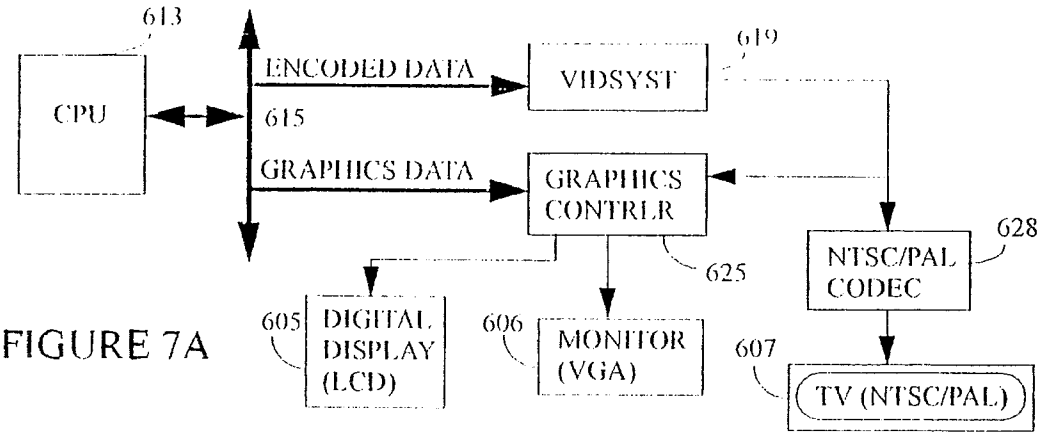 613
CPU
ENCODED DATA
615
GRAPHICS DATA
619
VIDSYST
GRAPHICS
CONTRLR
625
628
NTSC/PAL
CODEC
FIGURE 7A
605
DIGITAL
DISPLAY
(LCD)
606
MONITOR
(VGA)
607
TV (NTSC/PAL)